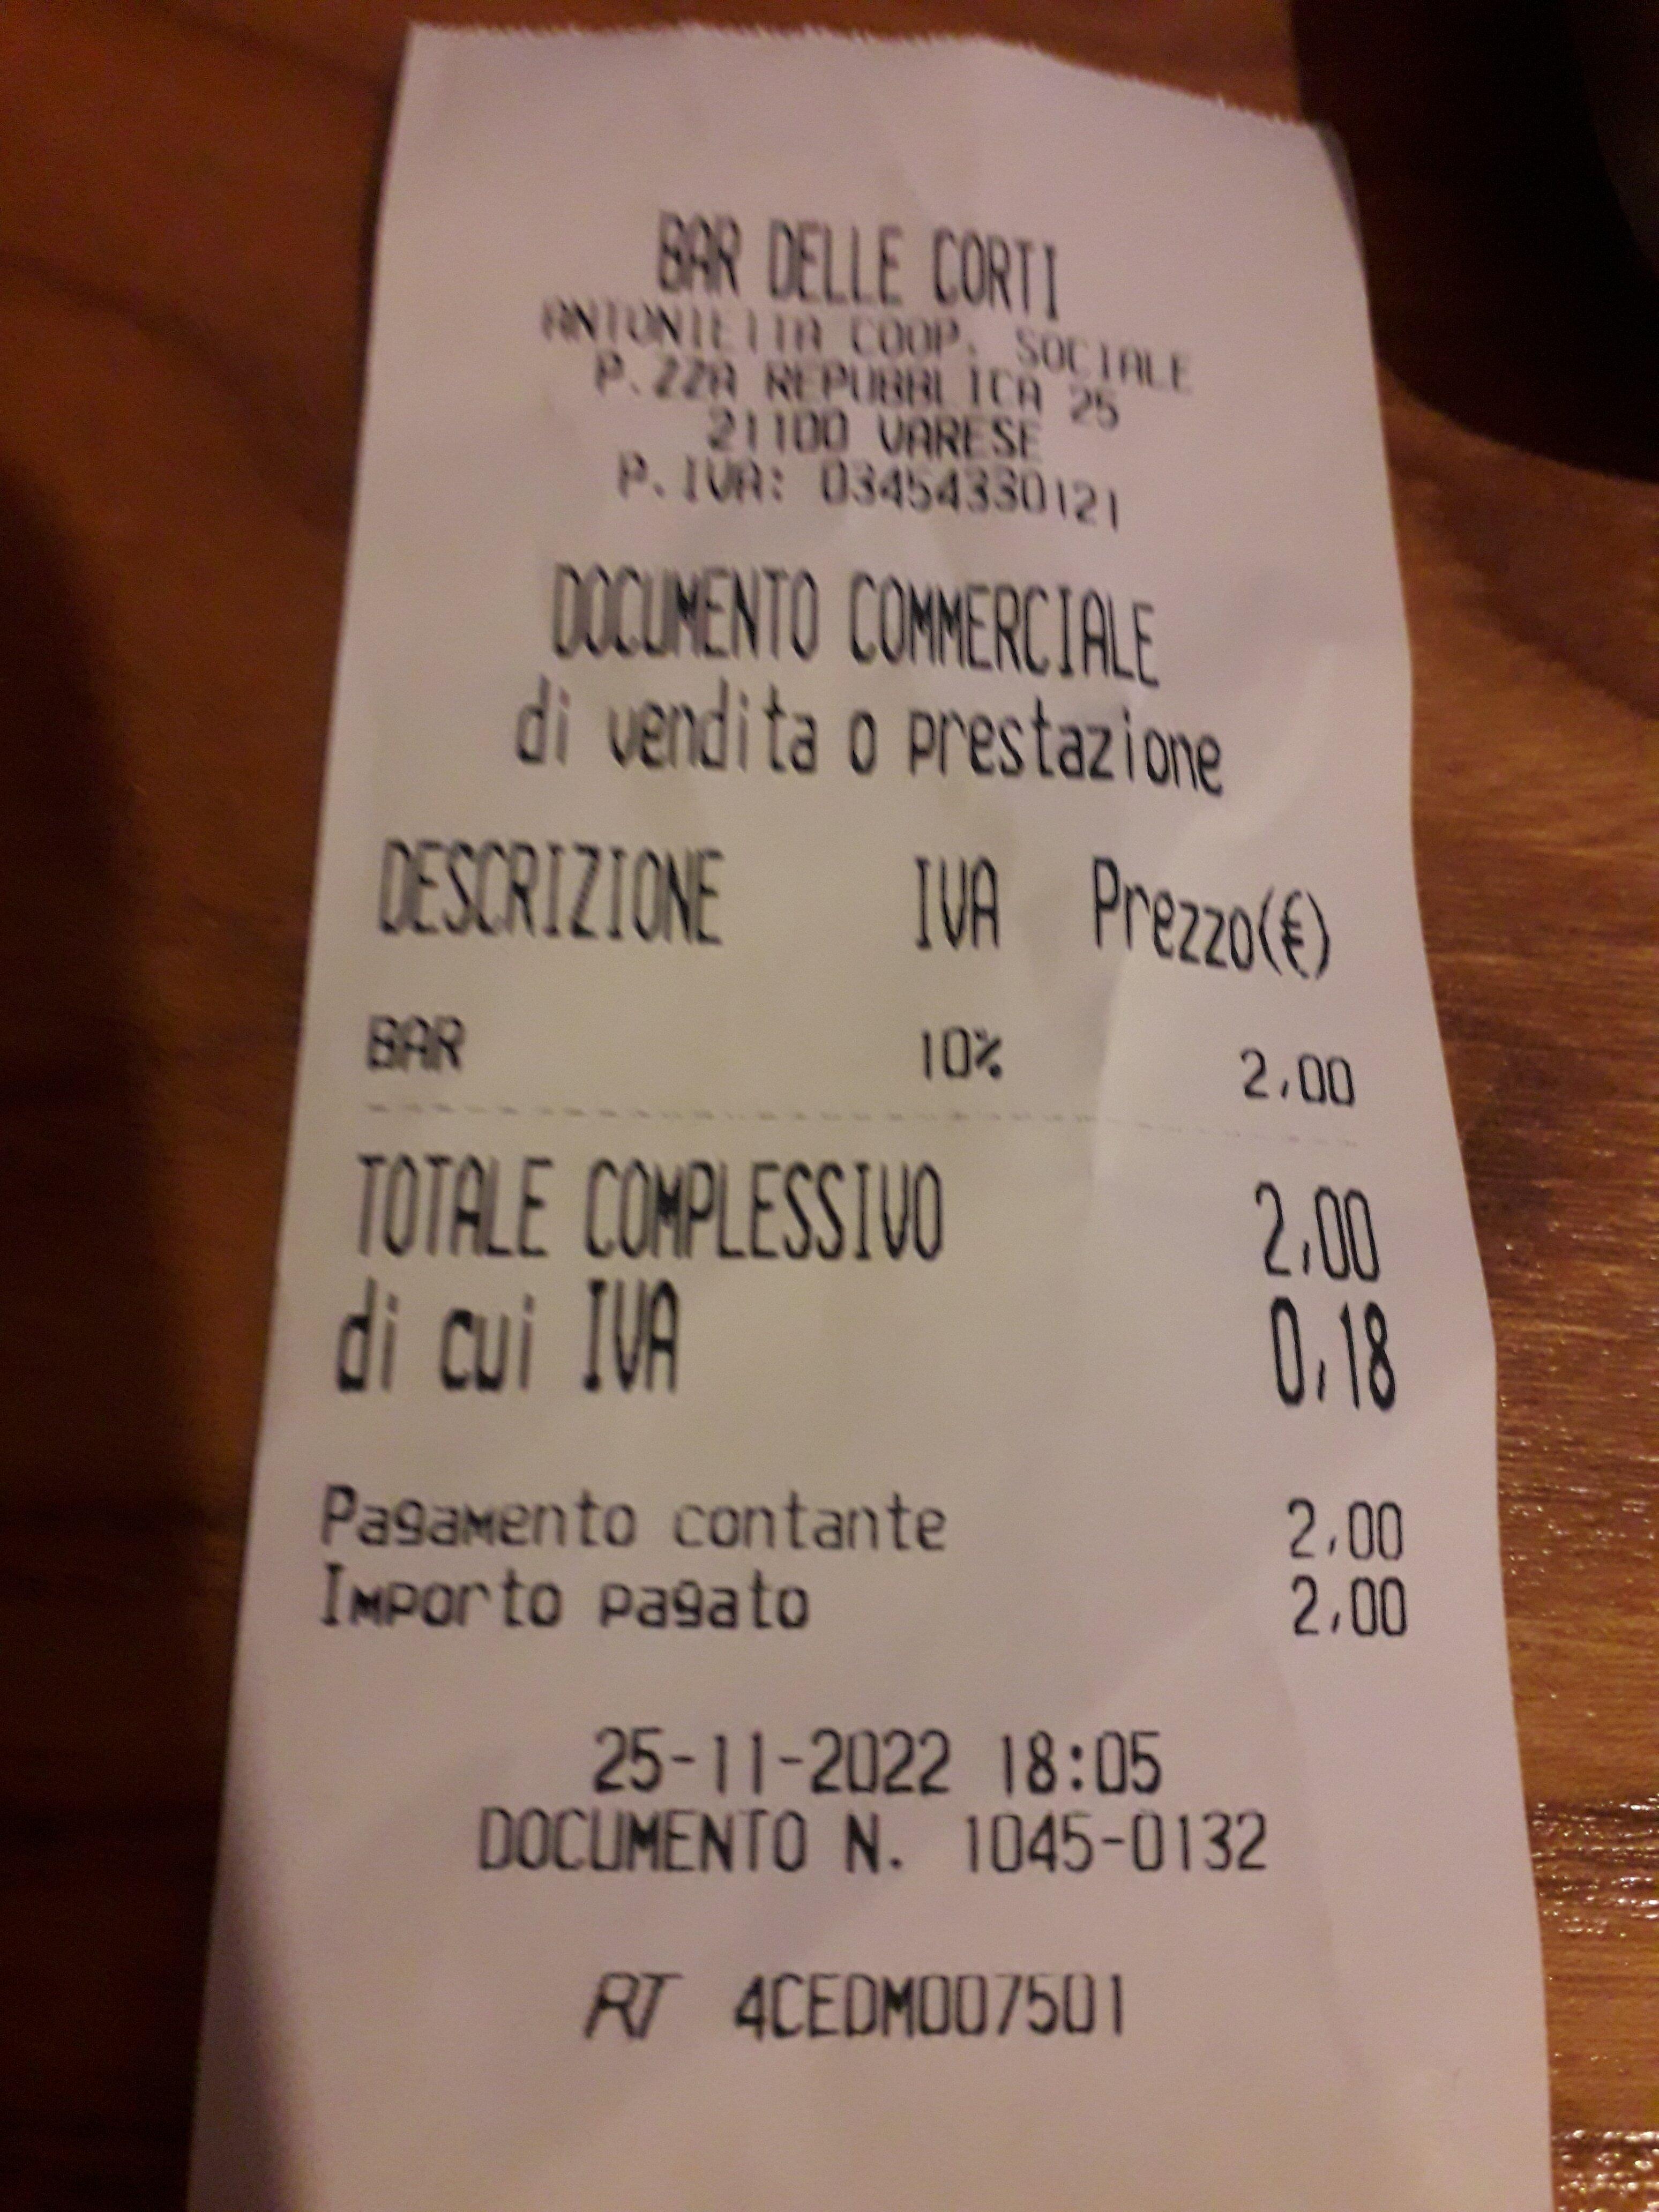 BAR DELLE CORTI
ANTONIETTA COOP. SOCIALE
P.ZZA REPUBBLICA 25
21100 VARESE
P.IVA: 03454330121
DOCUMENTO COMMERCIALE
di vendita o prestazione
DESCRIZIONE IVA Prezzo(€)
BAR 10% 2,00
TOTALE COMPLESSIVO 2,00
di cui IVA 0,18
Pagamento contante 2,00
Importo pagato 2,00
25-11-2022 18:05
DOCUMENTO N. 1045-0132
RT 4CEDM007501